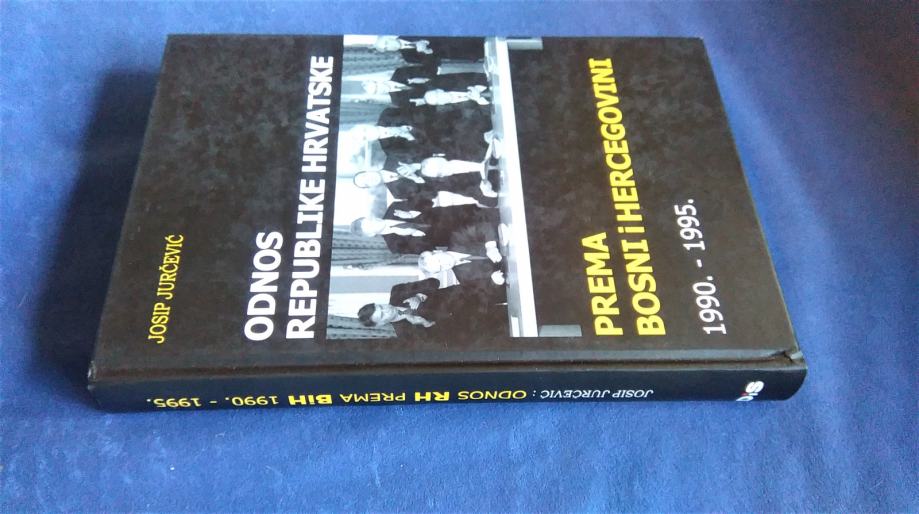 JOSIP JURČEVIĆ
ODNOS
REPUBLIKE HRVATSKE
PREMA
BOSNI i HERCEGOVINI
1990. - 1995.
JOSIP JURČEVIĆ : ODNOS RH PREMA BiH 1990. - 1995.